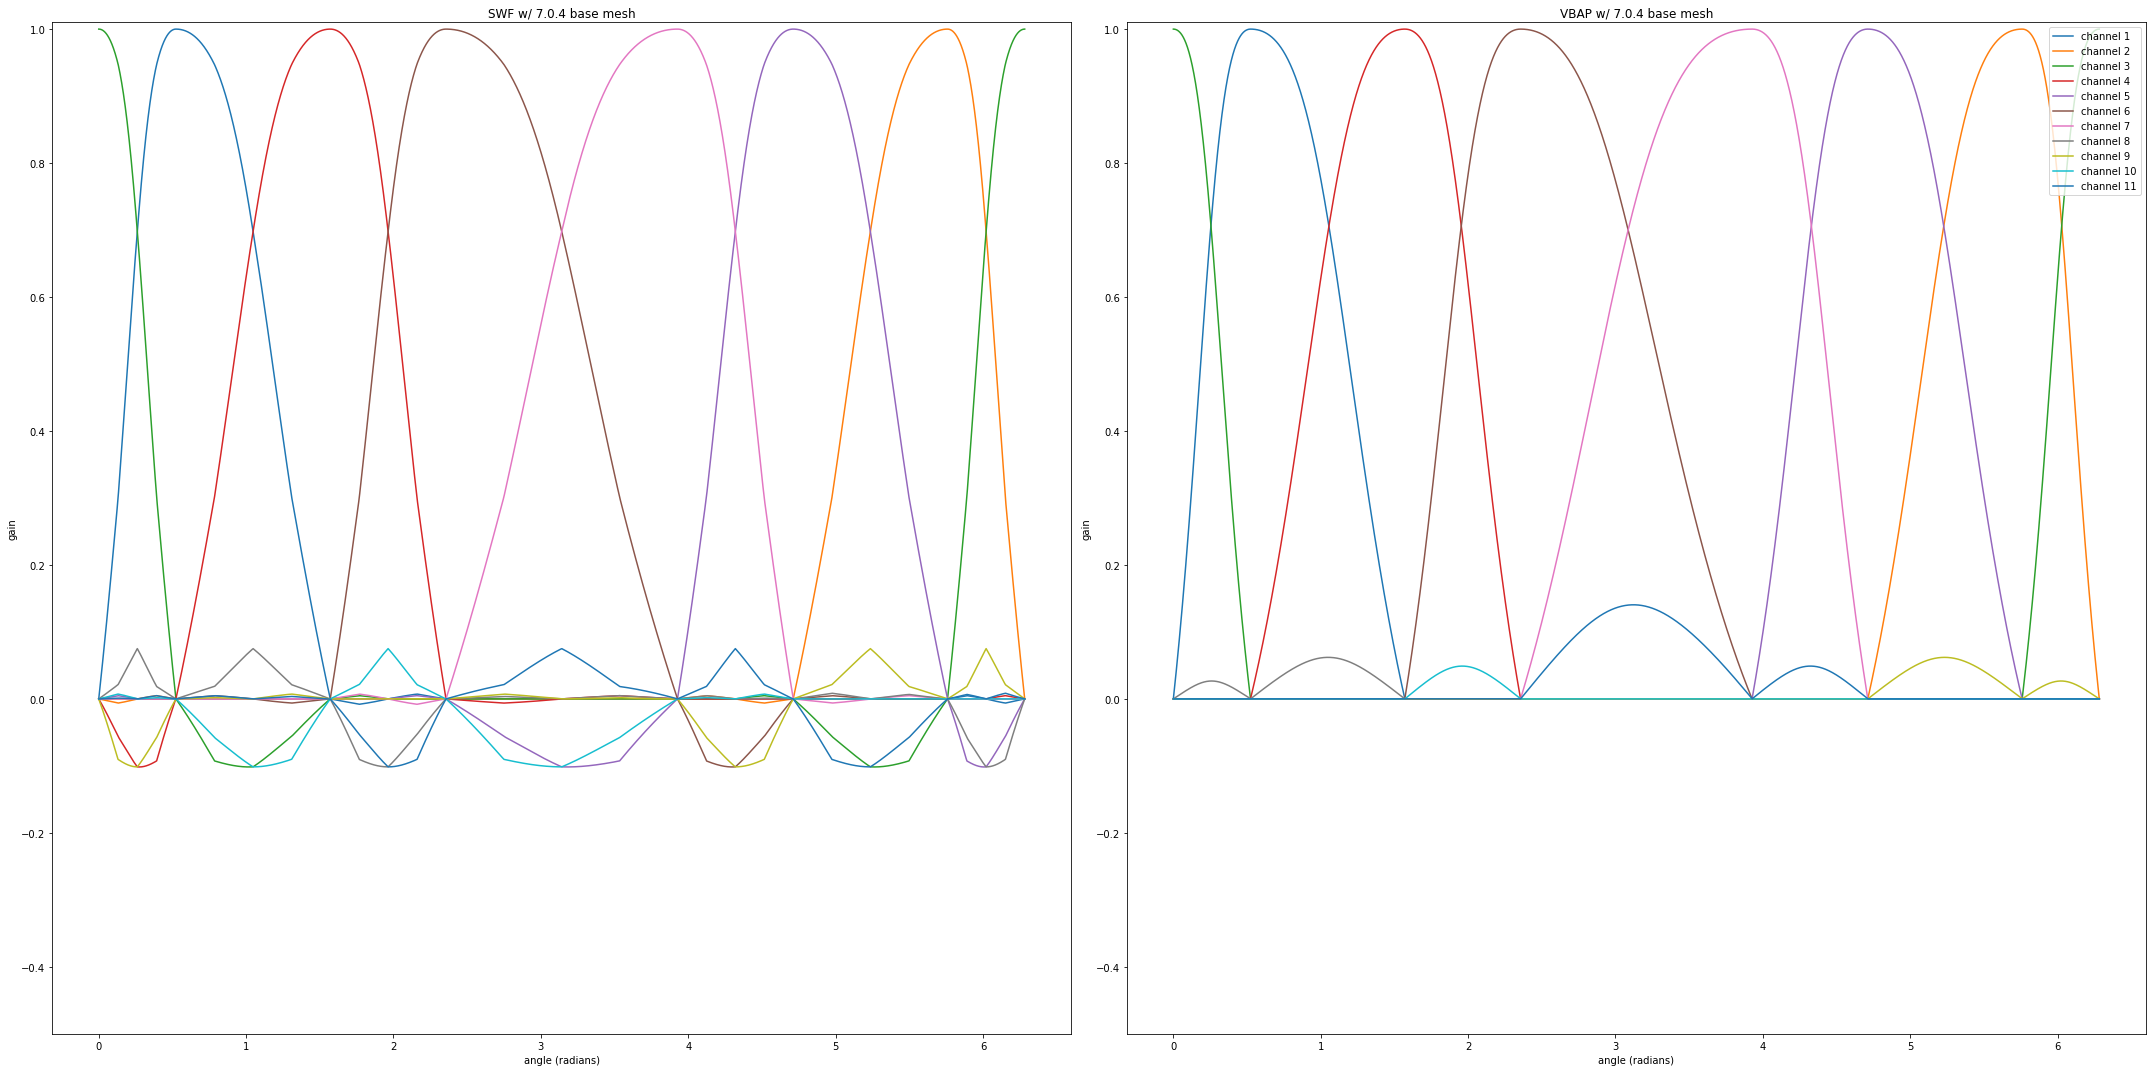 SWF w/ 7.0.4 base mesh
gain
1.0
0.8
0.6
0.4
0.2
0.0
−0.2
−0.4
0 1 2 3 4 5 6
angle (radians)
VBAP w/ 7.0.4 base mesh
gain
1.0
0.8
0.6
0.4
0.2
0.0
−0.2
−0.4
0 1 2 3 4 5 6
angle (radians)
channel 1
channel 2
channel 3
channel 4
channel 5
channel 6
channel 7
channel 8
channel 9
channel 10
channel 11